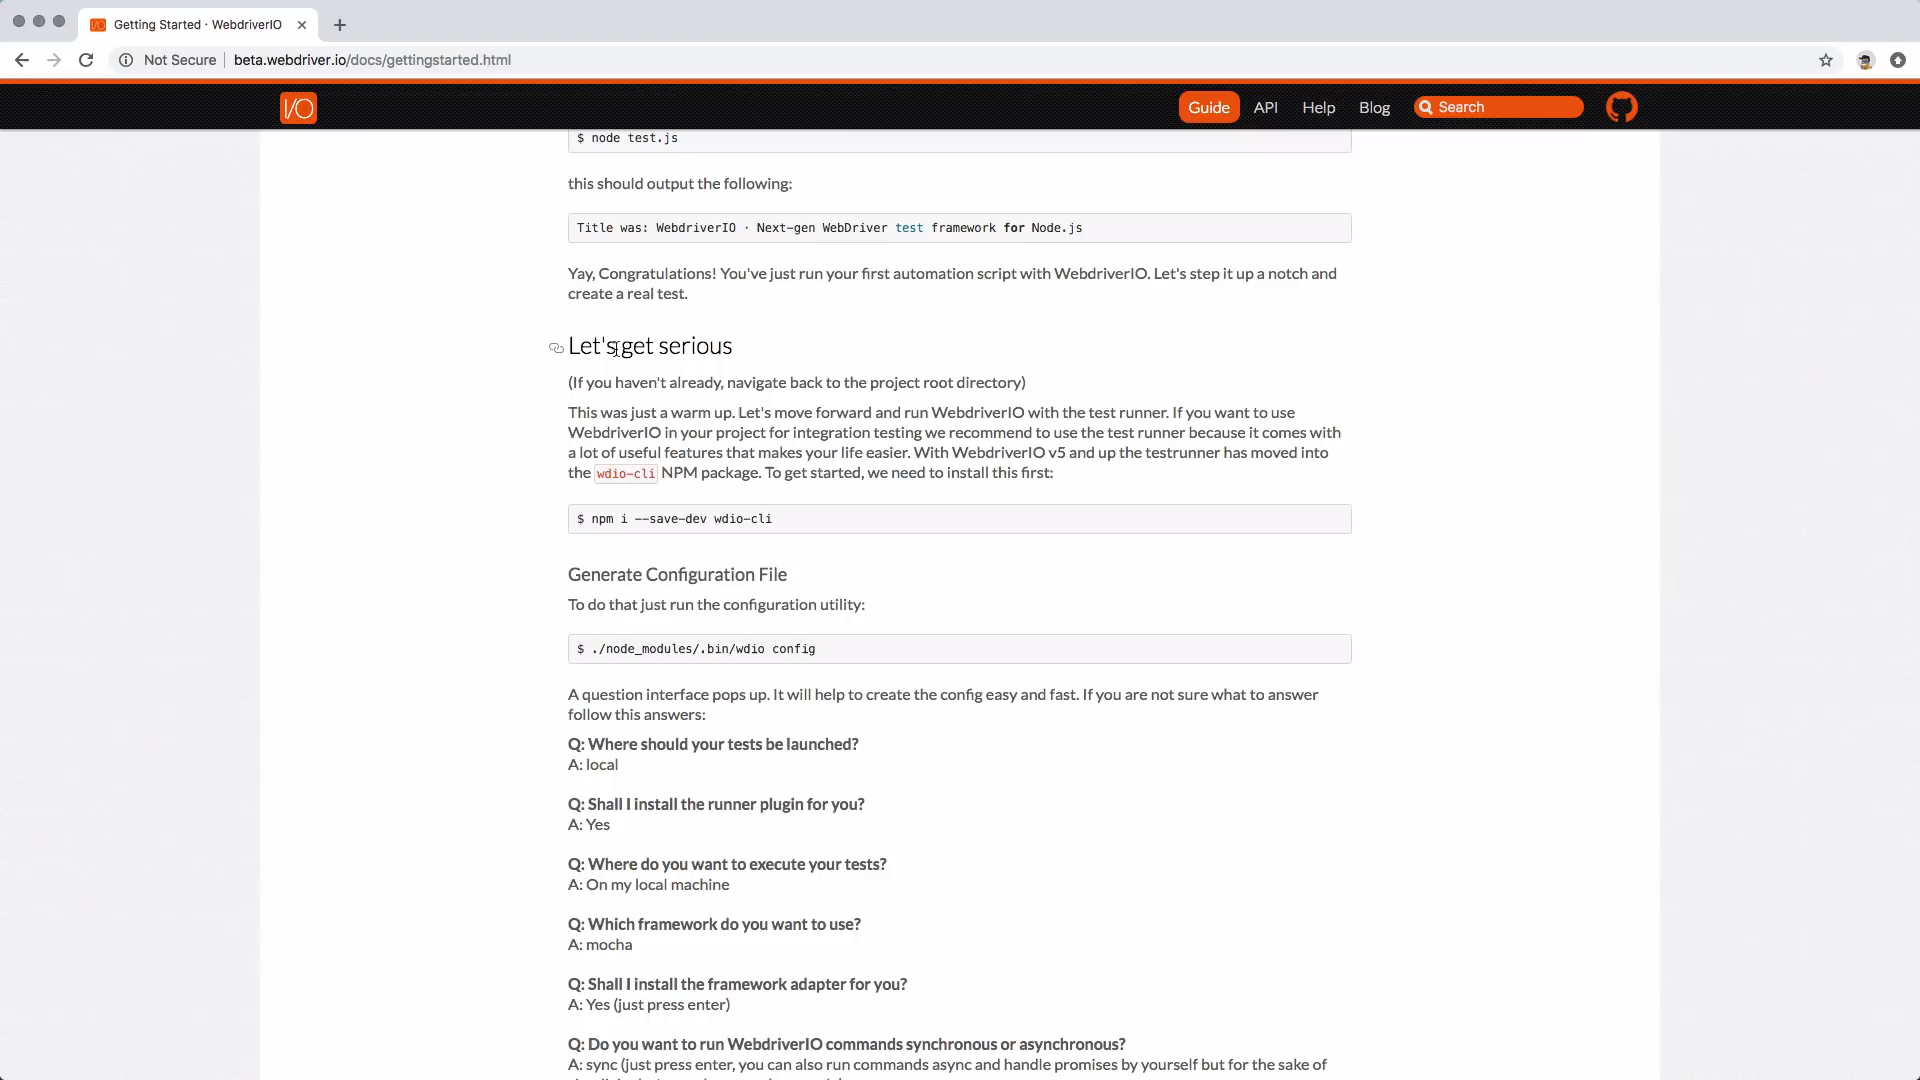 Getting Started · WebdriverIO
Not Secure
beta.webdriver.io/docs/gettingstarted.html
I/O
Guide
API
Help
Blog
Search
$ node test.js
this should output the following:
Title was: WebdriverIO · Next-gen WebDriver test framework for Node.js
Yay, Congratulations! You've just run your first automation script with WebdriverIO. Let's step it up a notch and
create a real test.
Let's get serious
(If you haven't already, navigate back to the project root directory)
This was just a warm up. Let's move forward and run WebdriverIO with the test runner. If you want to use
WebdriverIO in your project for integration testing we recommend to use the test runner because it comes with
a lot of useful features that makes your life easier. With WebdriverIO v5 and up the testrunner has moved into
the wdio-cli NPM package. To get started, we need to install this first:
$ npm i --save-dev wdio-cli
Generate Configuration File
To do that just run the configuration utility:
$ ./node_modules/.bin/wdio config
A question interface pops up. It will help to create the config easy and fast. If you are not sure what to answer
follow this answers:
Q: Where should your tests be launched?
A: local
Q: Shall I install the runner plugin for you?
A: Yes
Q: Where do you want to execute your tests?
A: On my local machine
Q: Which framework do you want to use?
A: mocha
Q: Shall I install the framework adapter for you?
A: Yes (just press enter)
Q: Do you want to run WebdriverIO commands synchronous or asynchronous?
A: sync (just press enter, you can also run commands async and handle promises by yourself but for the sake of